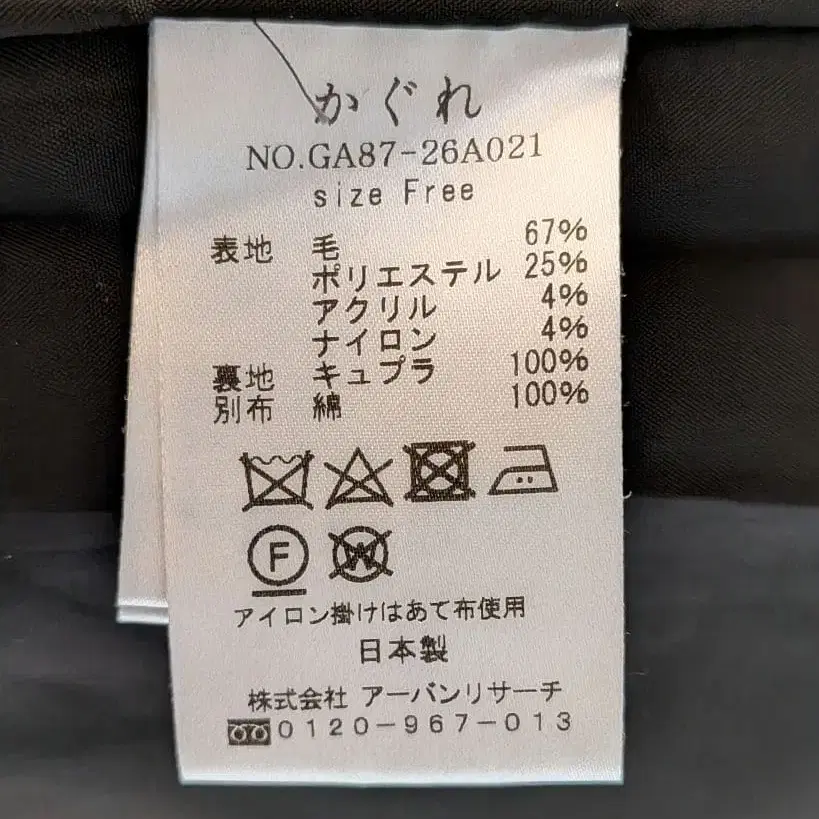 かぐれ
NO.GA87-26A021
size Free
表地 毛 67%
ポリエステル 25%
アクリル 4%
ナイロン 4%
裏地 キュプラ 100%
別布 綿 100%
F W
アイロン掛けはあて布使用
日本製
株式会社 アーバンリサーチ
0120-967-013